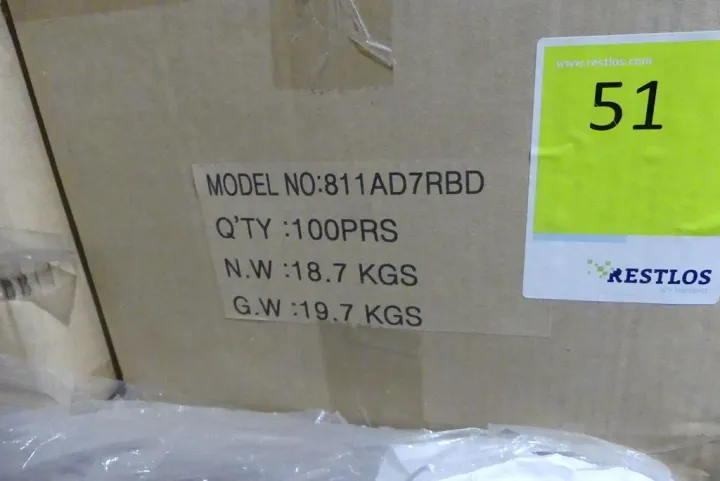 MODEL NO:811AD7RBD
Q'TY :100PRS
N.W :18.7 KGS
G.W :19.7 KGS
www.restlos.com
51
RESTLOS